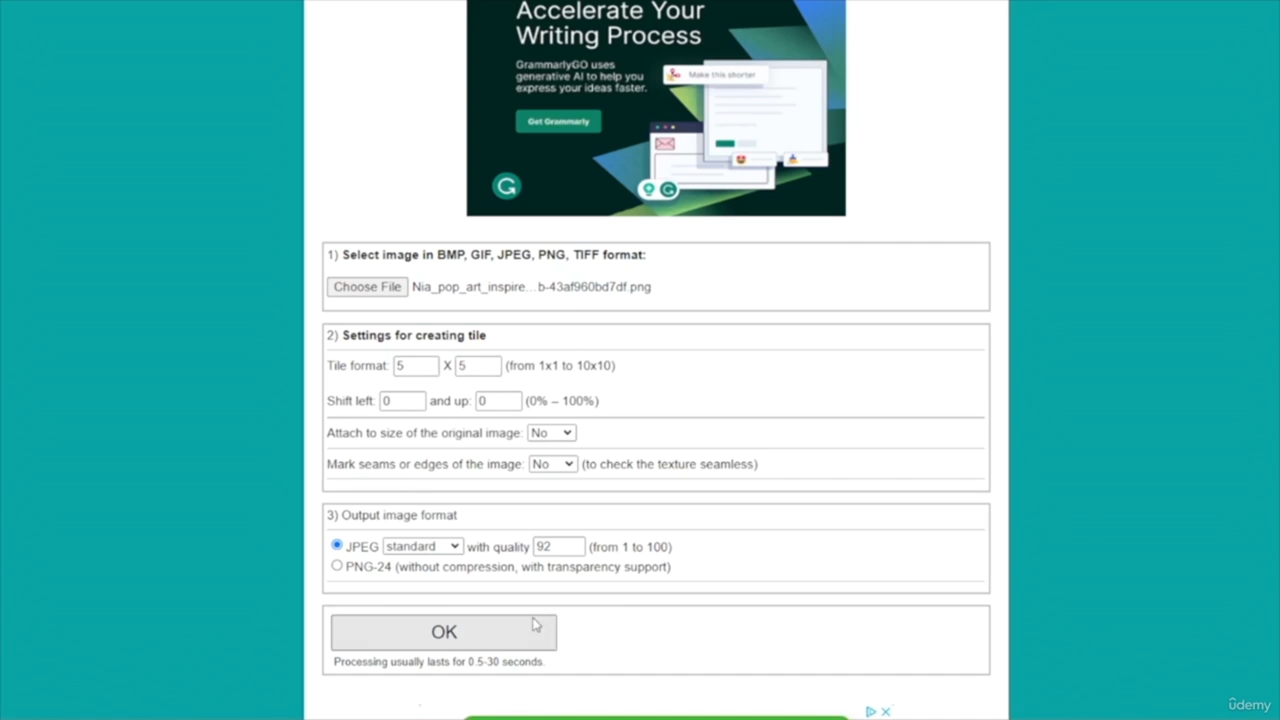 Accelerate Your
Writing Process
GrammarlyGO uses
generative AI to help you
express your ideas faster.
Make this shorter
Get Grammarly
1) Select image in BMP, GIF, JPEG, PNG, TIFF format:
Choose File Nia_pop_art_inspire...b-43af960bd7df.png
2) Settings for creating tile
Tile format: 5 X 5 (from 1x1 to 10x10)
Shift left: 0 and up: 0 (0% – 100%)
Attach to size of the original image: No
Mark seams or edges of the image: No (to check the texture seamless)
3) Output image format
JPEG standard with quality 92 (from 1 to 100)
PNG-24 (without compression, with transparency support)
OK
Processing usually lasts for 0.5-30 seconds.
ûdemy